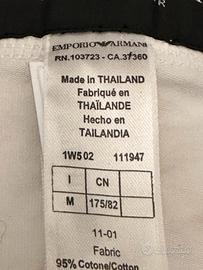 EMPORIO ARMANI
RN.103723 - CA.37360
Made in THAILAND
Fabriqué en
THAÏLANDE
Hecho en
TAILANDIA
1W502 111947
I CN
M 175/82
11-01
Fabric
95% Cotone/Cotton